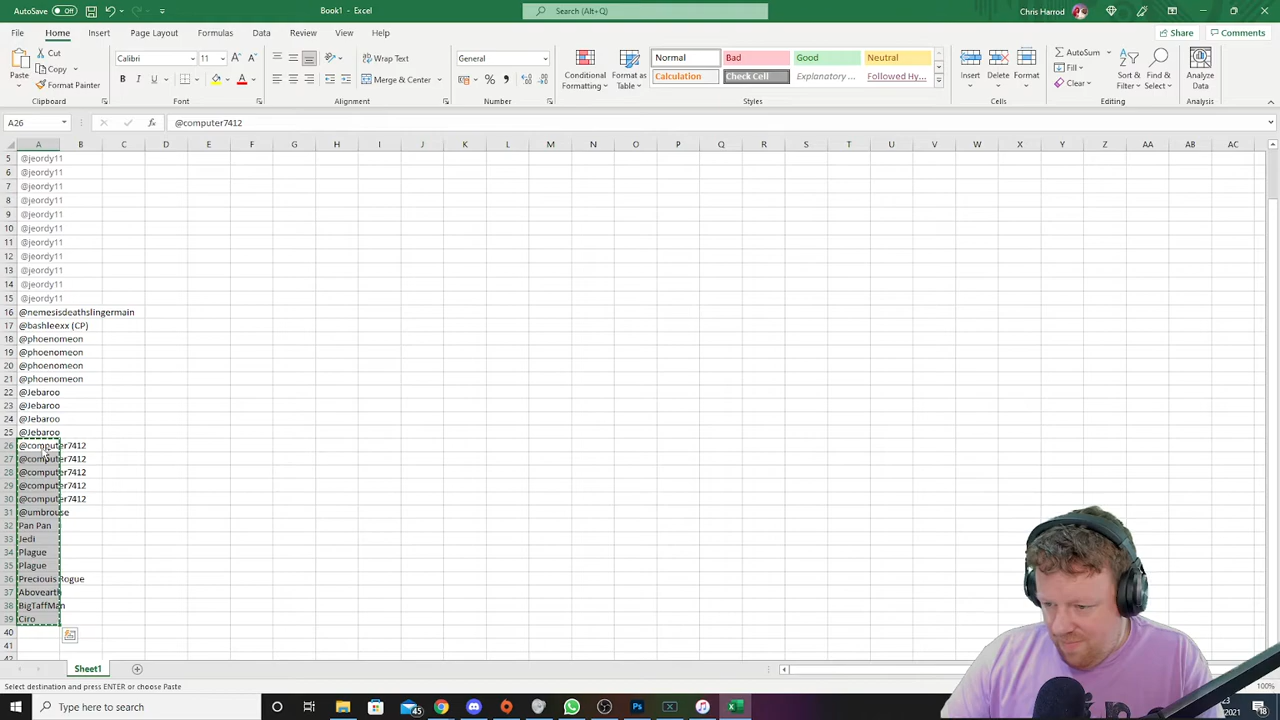 AutoSave Off Book1 - Excel Search (Alt+Q) Chris Harrod
File Home Insert Draw Page Layout Formulas Data Review View Help Share Comments
Paste Cut Copy Format Painter Clipboard
Calibri 11 B I U Font
Wrap Text Merge & Center Alignment
General % Number
Conditional Formatting Format as Table
Normal Bad Good Neutral
Calculation Check Cell Explanatory ... Followed Hy... Styles
Insert Delete Format Cells
AutoSum Fill Clear Sort & Filter Find & Select Editing
Analyze Data Analysis
A26 fx @computer7412
A B C D E F G H I J K L M N O P Q R S T U V W X Y Z AA AB AC
5 @jeordy11
6 @jeordy11
7 @jeordy11
8 @jeordy11
9 @jeordy11
10 @jeordy11
11 @jeordy11
12 @jeordy11
13 @jeordy11
14 @jeordy11
15 @jeordy11
16 @nemesisdeathslingermain
17 @bashleexx (CP)
18 @phoenomeon
19 @phoenomeon
20 @phoenomeon
21 @phoenomeon
22 @Jebaroo
23 @Jebaroo
24 @Jebaroo
25 @Jebaroo
26 @computer7412
27 @computer7412
28 @computer7412
29 @computer7412
30 @computer7412
31 @umbrouse
32 Pan Pan
33 Jedi
34 Plague
35 Plague
36 Preciouis Rogue
37 Abovearth
38 BigTaffMan
39 Ciro
40
41
Sheet1
Select destination and press ENTER or choose Paste 100%
Type here to search 45 2021 18